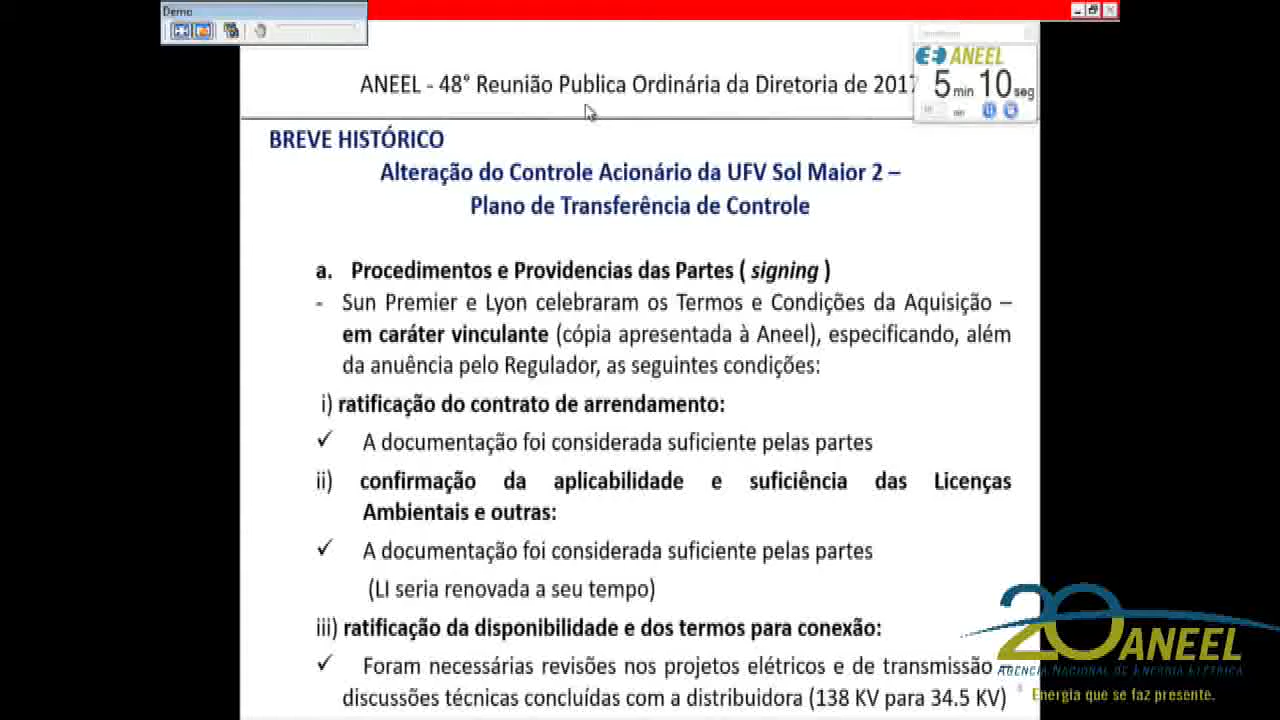 Demo
ANEEL
5 min 10 seg
ANEEL - 48° Reunião Publica Ordinária da Diretoria de 2017
BREVE HISTÓRICO
Alteração do Controle Acionário da UFV Sol Maior 2 –
Plano de Transferência de Controle
a. Procedimentos e Providencias das Partes ( signing )
- Sun Premier e Lyon celebraram os Termos e Condições da Aquisição –
em caráter vinculante (cópia apresentada à Aneel), especificando, além
da anuência pelo Regulador, as seguintes condições:
i) ratificação do contrato de arrendamento:
✓ A documentação foi considerada suficiente pelas partes
ii) confirmação da aplicabilidade e suficiência das Licenças
Ambientais e outras:
✓ A documentação foi considerada suficiente pelas partes
(LI seria renovada a seu tempo)
iii) ratificação da disponibilidade e dos termos para conexão:
✓ Foram necessárias revisões nos projetos elétricos e de transmissão –
discussões técnicas concluídas com a distribuidora (138 KV para 34.5 KV)
20 ANEEL
AGÊNCIA NACIONAL DE ENERGIA ELÉTRICA
Energia que se faz presente.